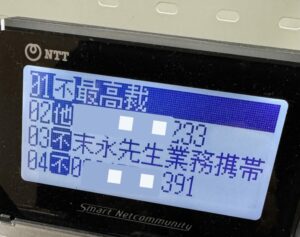 NTT
01不最高裁
02他 233
03不末永先生業務携帯
04不0 391
Smart Netcommunity